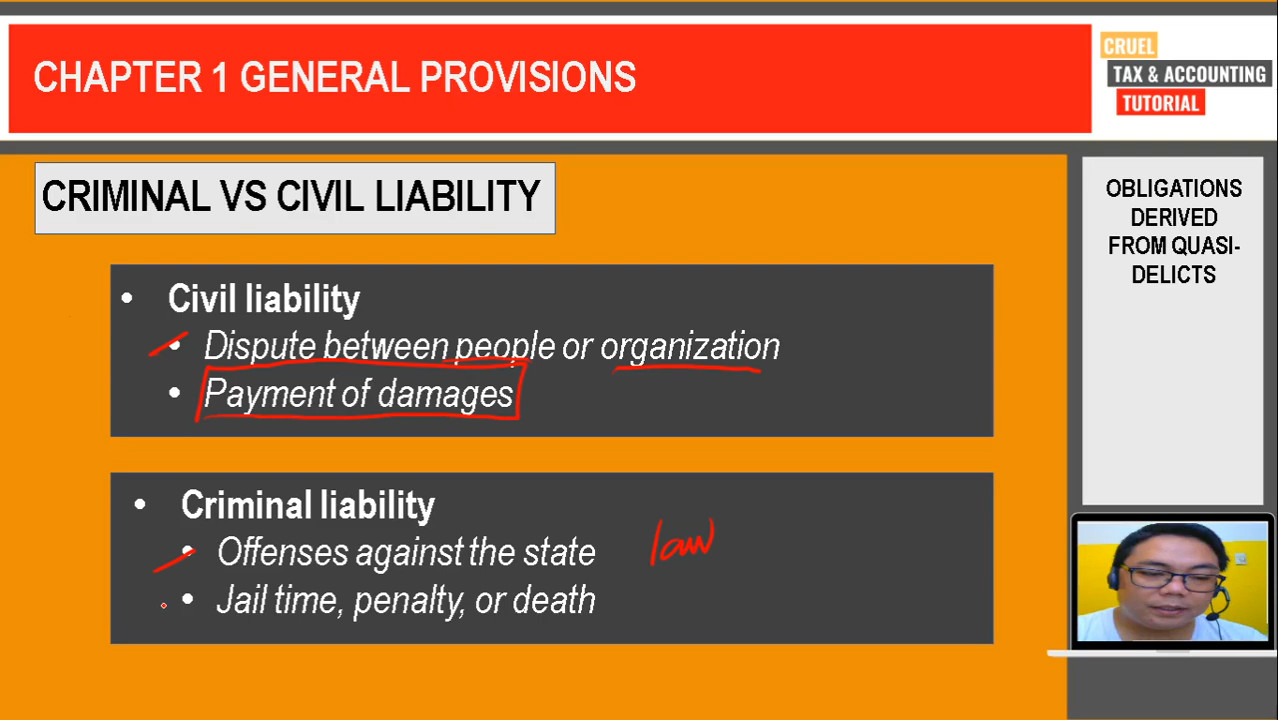 CHAPTER 1 GENERAL PROVISIONS
CRUEL
TAX & ACCOUNTING
TUTORIAL
CRIMINAL VS CIVIL LIABILITY
• Civil liability
• Dispute between people or organization
• Payment of damages
• Criminal liability
• Offenses against the state law
• Jail time, penalty, or death
OBLIGATIONS
DERIVED
FROM QUASI-
DELICTS